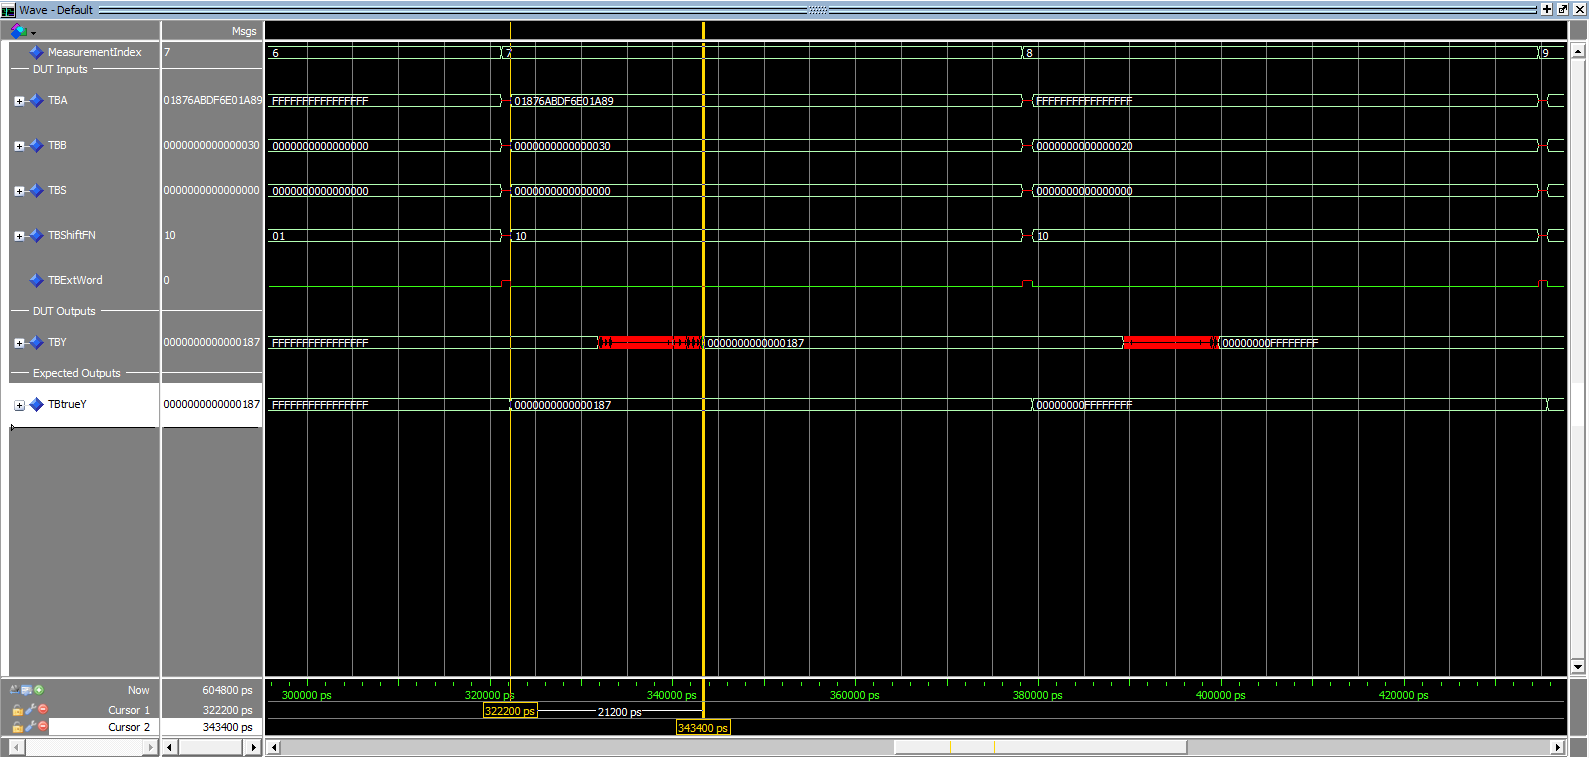 Wave - Default
Msgs
MeasurementIndex 7 6 7 8 9
DUT Inputs
TBA 01876ABDF6E01A89 FFFFFFFFFFFFFFFF 01876ABDF6E01A89 FFFFFFFFFFFFFFFF
TBB 0000000000000030 0000000000000000 0000000000000030 0000000000000020
TBS 0000000000000000 0000000000000000 0000000000000000 0000000000000000
TBShiftFN 10 01 10 10
TBExtWord 0
DUT Outputs
TBY 0000000000000187 FFFFFFFFFFFFFFFF 0000000000000187 00000000FFFFFFFF
Expected Outputs
TBtrueY 0000000000000187 FFFFFFFFFFFFFFFF 0000000000000187 00000000FFFFFFFF
Now 604800 ps 300000 ps 320000 ps 340000 ps 360000 ps 380000 ps 400000 ps 420000 ps
Cursor 1 322200 ps 322200 ps 21200 ps
Cursor 2 343400 ps 343400 ps